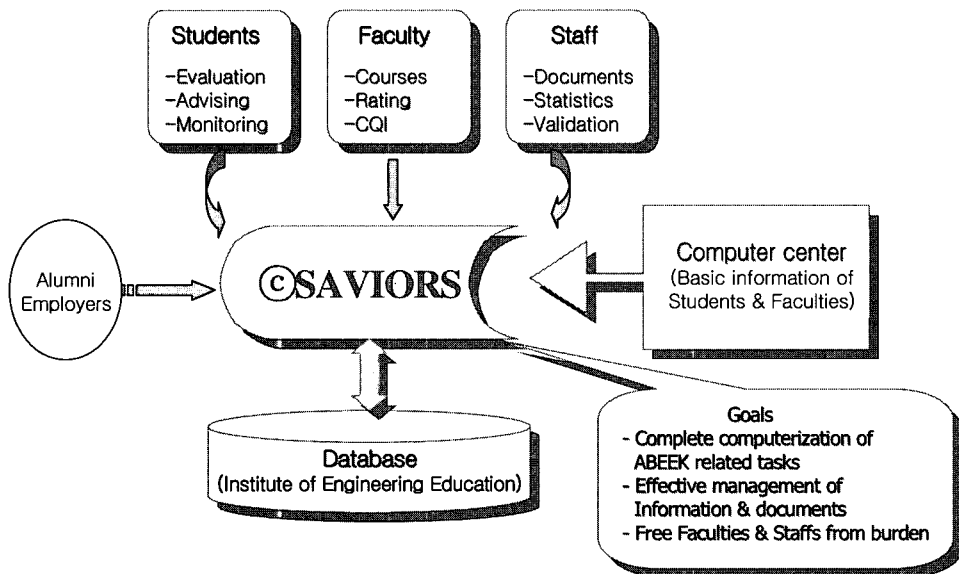 Students
-Evaluation
-Advising
-Monitoring
Faculty
-Courses
-Rating
-CQI
Staff
-Documents
-Statistics
-Validation
Alumni
Employers
ⓒSAVIORS
Computer center
(Basic information of
Students & Faculties)
Database
(Institute of Engineering Education)
Goals
- Complete computerization of
ABEEK related tasks
- Effective management of
Information & documents
- Free Faculties & Staffs from burden